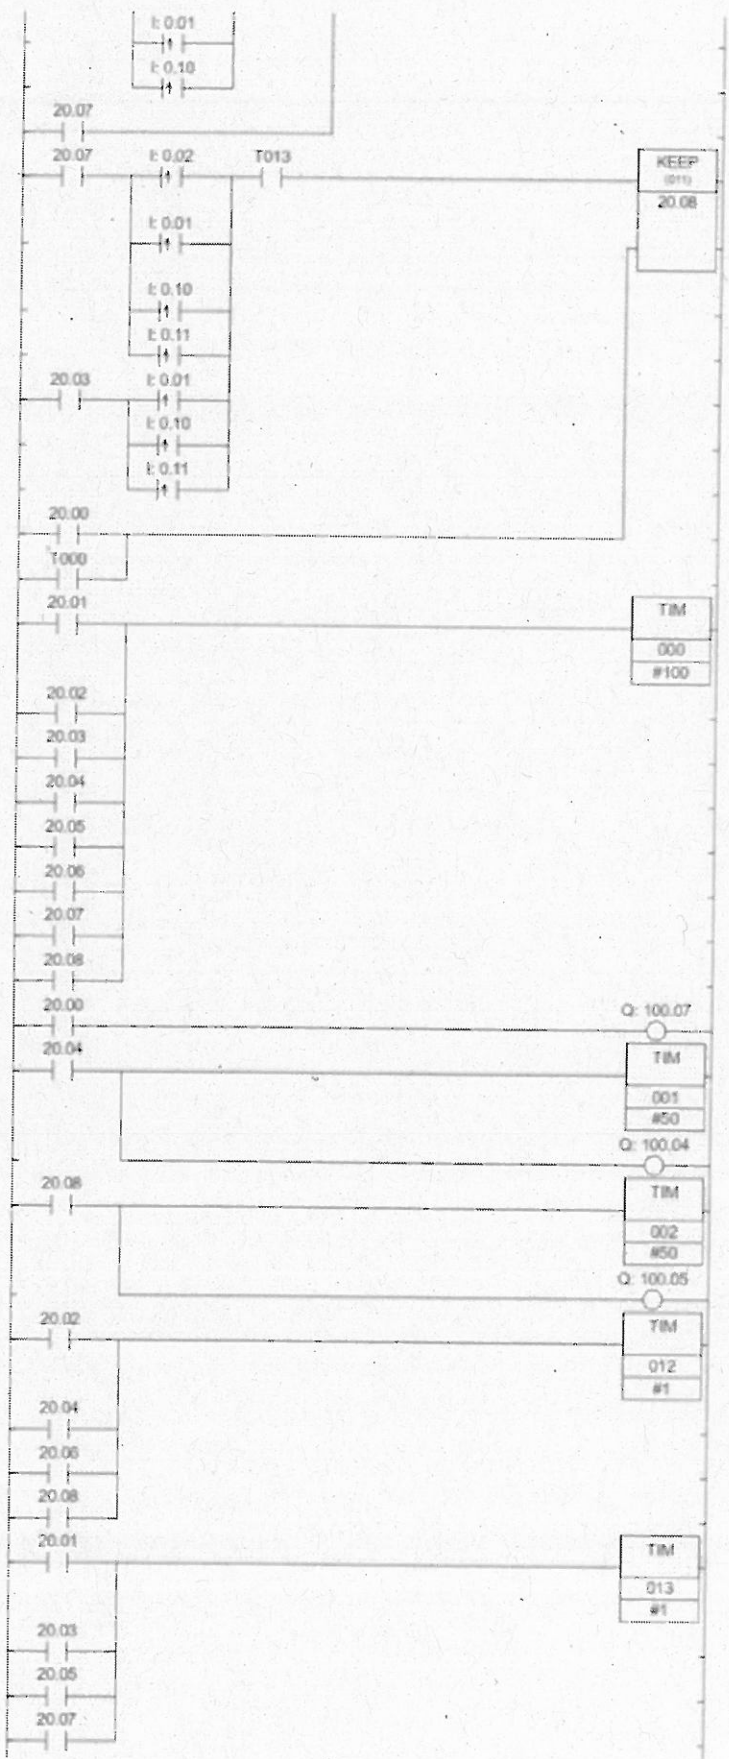 I: 0.01
I: 0.10
20.07
20.07 I: 0.02 T013 KEEP
(011)
20.08
I: 0.01
I: 0.10
I: 0.11
20.03 I: 0.01
I: 0.10
I: 0.11
20.00
T000
20.01 TIM
000
#100
20.02
20.03
20.04
20.05
20.06
20.07
20.08
20.00 Q: 100.07
20.04 TIM
001
#50
Q: 100.04
20.08 TIM
002
#50
Q: 100.05
20.02 TIM
012
#1
20.04
20.06
20.08
20.01 TIM
013
#1
20.03
20.05
20.07